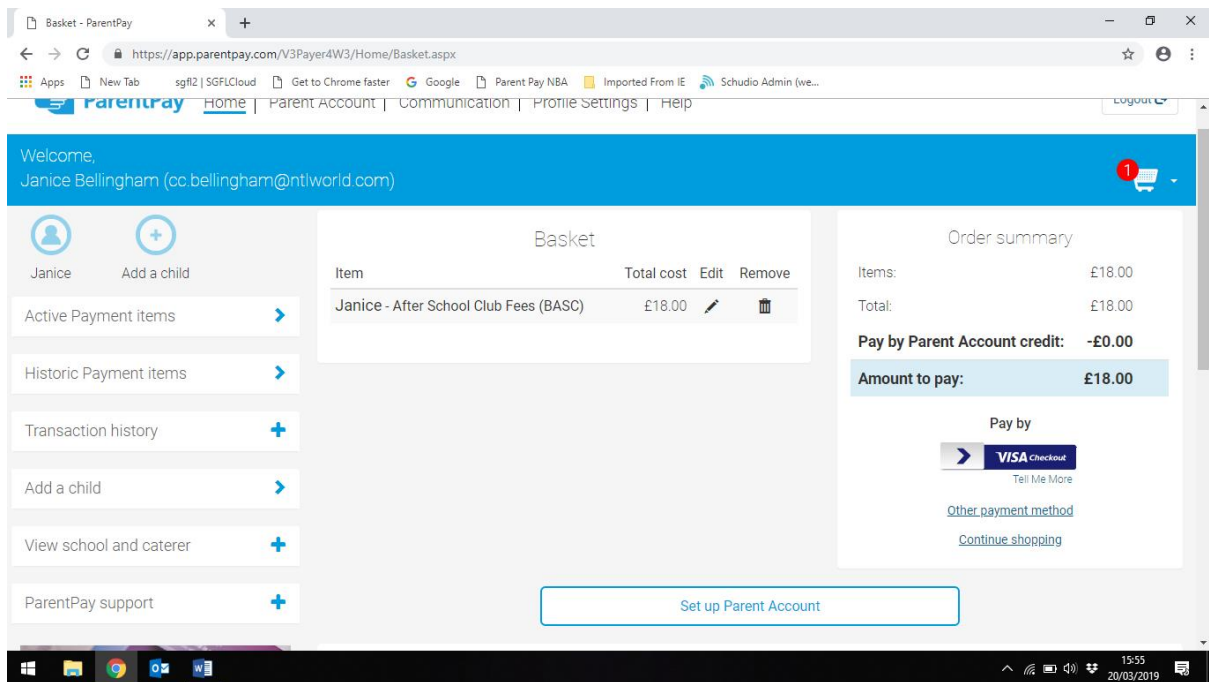 Basket - ParentPay
https://app.parentpay.com/V3Payer4W3/Home/Basket.aspx
Apps New Tab sgfl2 | SGFLCloud Get to Chrome faster G Google Parent Pay NBA Imported From IE Schudio Admin (we...
ParentPay Home | Parent Account | Communication | Profile Settings | Help Logout
Welcome,
Janice Bellingham (cc.bellingham@ntlworld.com)
1
Janice Add a child
Active Payment items
Historic Payment items
Transaction history
Add a child
View school and caterer
ParentPay support
Basket
Item Total cost Edit Remove
Janice - After School Club Fees (BASC) £18.00
Order summary
Items: £18.00
Total: £18.00
Pay by Parent Account credit: -£0.00
Amount to pay: £18.00
Pay by
VISA Checkout
Tell Me More
Other payment method
Continue shopping
Set up Parent Account
15:55
20/03/2019